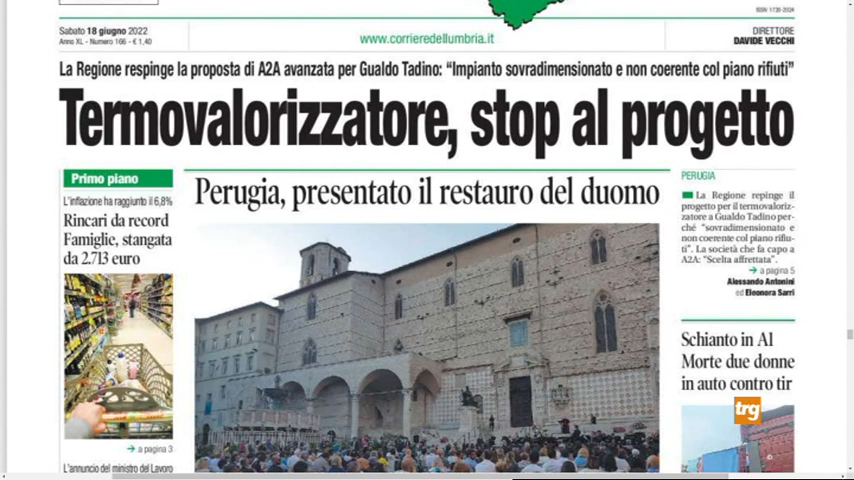 ISSN 1720-2024
Sabato 18 giugno 2022
Anno XL - Numero 166 - € 1,40
www.corrieredellumbria.it
DIRETTORE
DAVIDE VECCHI
La Regione respinge la proposta di A2A avanzata per Gualdo Tadino: “Impianto sovradimensionato e non coerente col piano rifiuti”
Termovalorizzatore, stop al progetto
Primo piano
L'inflazione ha raggiunto il 6,8%
Rincari da record
Famiglie, stangata
da 2.713 euro
a pagina 3
L'annuncio del ministro del Lavoro
Perugia, presentato il restauro del duomo
PERUGIA
La Regione repinge il
progetto per il termovaloriz-
zatore a Gualdo Tadino per-
ché “sovradimensionato e
non coerente col piano rifiu-
ti”. La società che fa capo a
A2A: “Scelta affrettata”.
a pagina 5
Alessandro Antonini
ed Eleonora Sarri
Schianto in A1
Morte due donne
in auto contro tir
trg